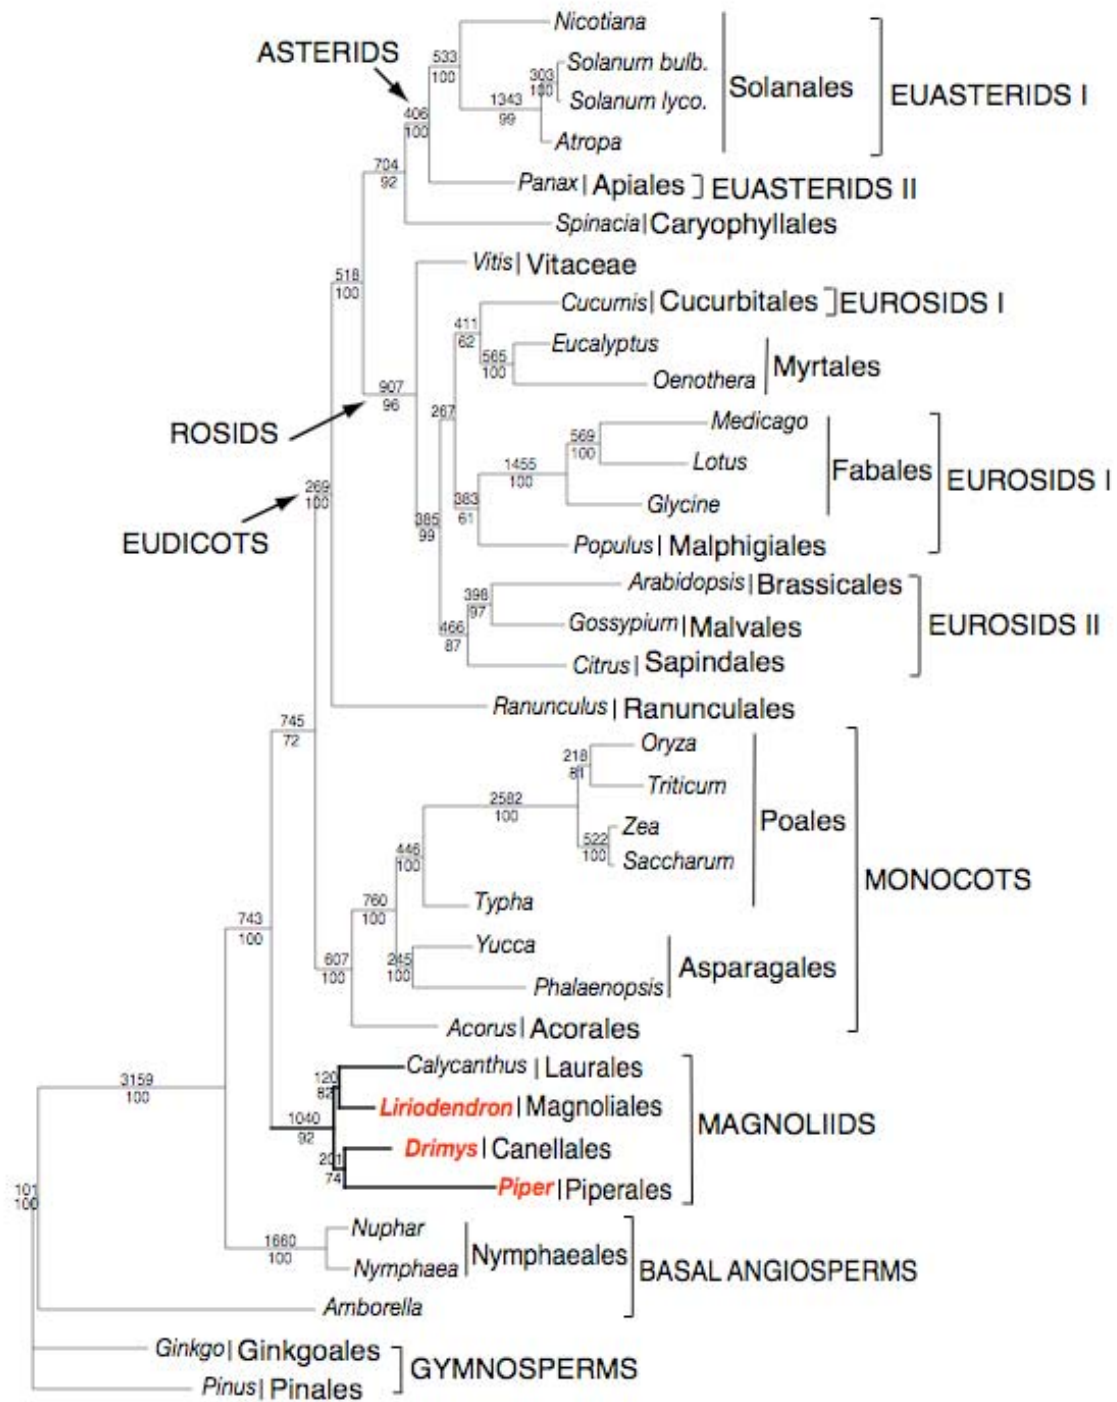 Nicotiana
ASTERIDS
533
100
Solanum bulb.
303
100
Solanales
EUASTERIDS I
1343
99
Solanum lyco.
406
100
Atropa
704
92
Panax | Apiales ] EUASTERIDS II
Spinacia | Caryophyllales
Vitis | Vitaceae
518
100
Cucumis | Cucurbitales ] EUROSIDS I
411
62
Eucalyptus
565
100
Myrtales
Oenothera
907
96
267
ROSIDS
Medicago
569
100
Lotus
1455
100
Fabales
EUROSIDS I
269
100
Glycine
383
61
385
99
EUDICOTS
Populus | Malphigiales
Arabidopsis | Brassicales
398
97
Gossypium | Malvales
EUROSIDS II
466
87
Citrus | Sapindales
Ranunculus | Ranunculales
745
72
Oryza
218
81
Triticum
2582
100
Poales
Zea
522
100
Saccharum
446
100
MONOCOTS
760
100
Typha
743
100
Yucca
245
100
Asparagales
607
100
Phalaenopsis
Acorus | Acorales
Calycanthus | Laurales
120
82
3159
100
Liriodendron | Magnoliales
MAGNOLIIDS
1040
92
Drimys | Canellales
201
74
Piper | Piperales
101
100
Nuphar
1660
100
Nymphaeales
Nymphaea
BASAL ANGIOSPERMS
Amborella
Ginkgo | Ginkgoales
GYMNOSPERMS
Pinus | Pinales